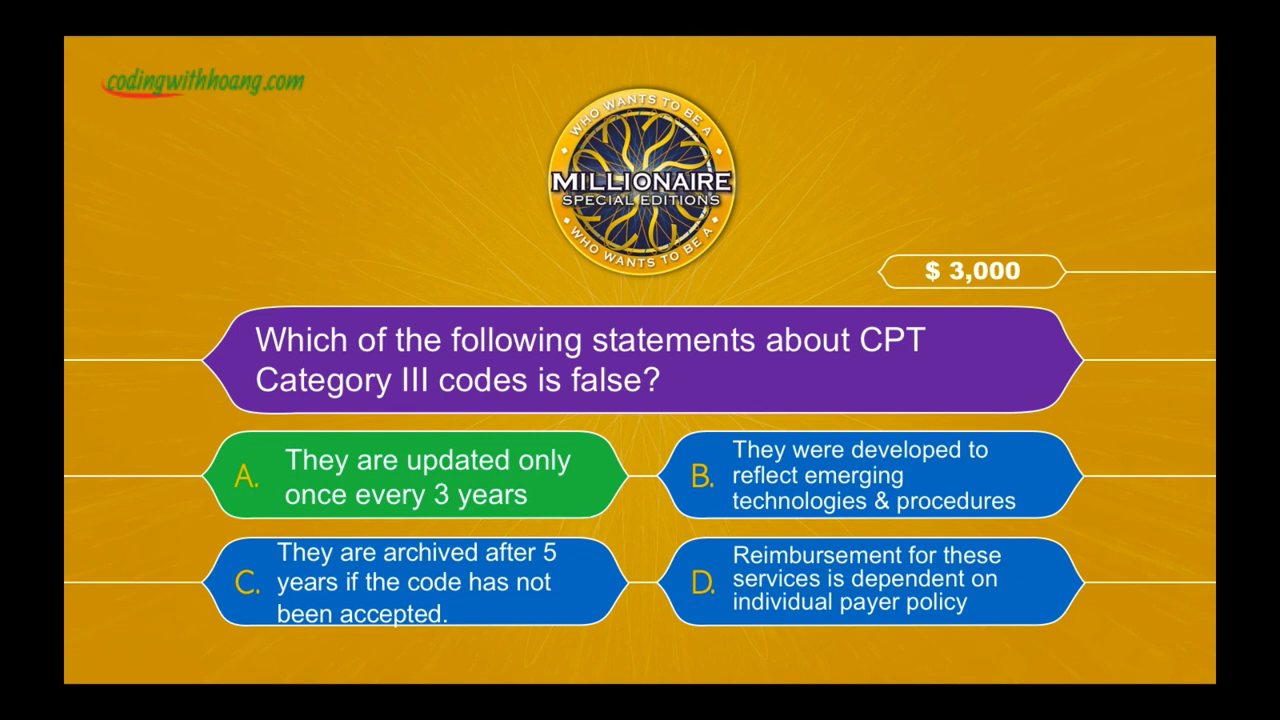 codingwithhoang.com
WHO WANTS TO BE A
MILLIONAIRE
SPECIAL EDITIONS
WHO WANTS TO BE A
$ 3,000
Which of the following statements about CPT
Category III codes is false?
A. They are updated only
once every 3 years
B. They were developed to
reflect emerging
technologies & procedures
C. They are archived after 5
years if the code has not
been accepted.
D. Reimbursement for these
services is dependent on
individual payer policy